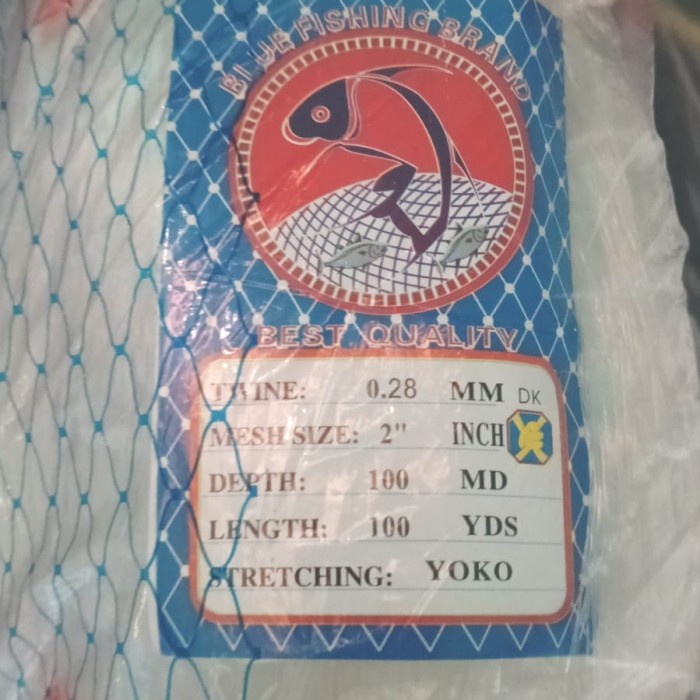 BLUE FISHING BRAND
BEST QUALITY
TWINE: 0.28 MM DK
MESH SIZE: 2" INCH
DEPTH: 100 MD
LENGTH: 100 YDS
STRETCHING: YOKO